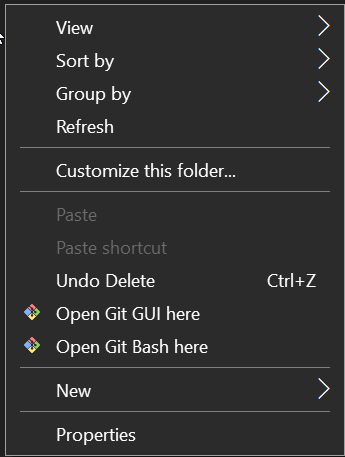 View
Sort by
Group by
Refresh
Customize this folder...
Paste
Paste shortcut
Undo Delete Ctrl+Z
Open Git GUI here
Open Git Bash here
New
Properties